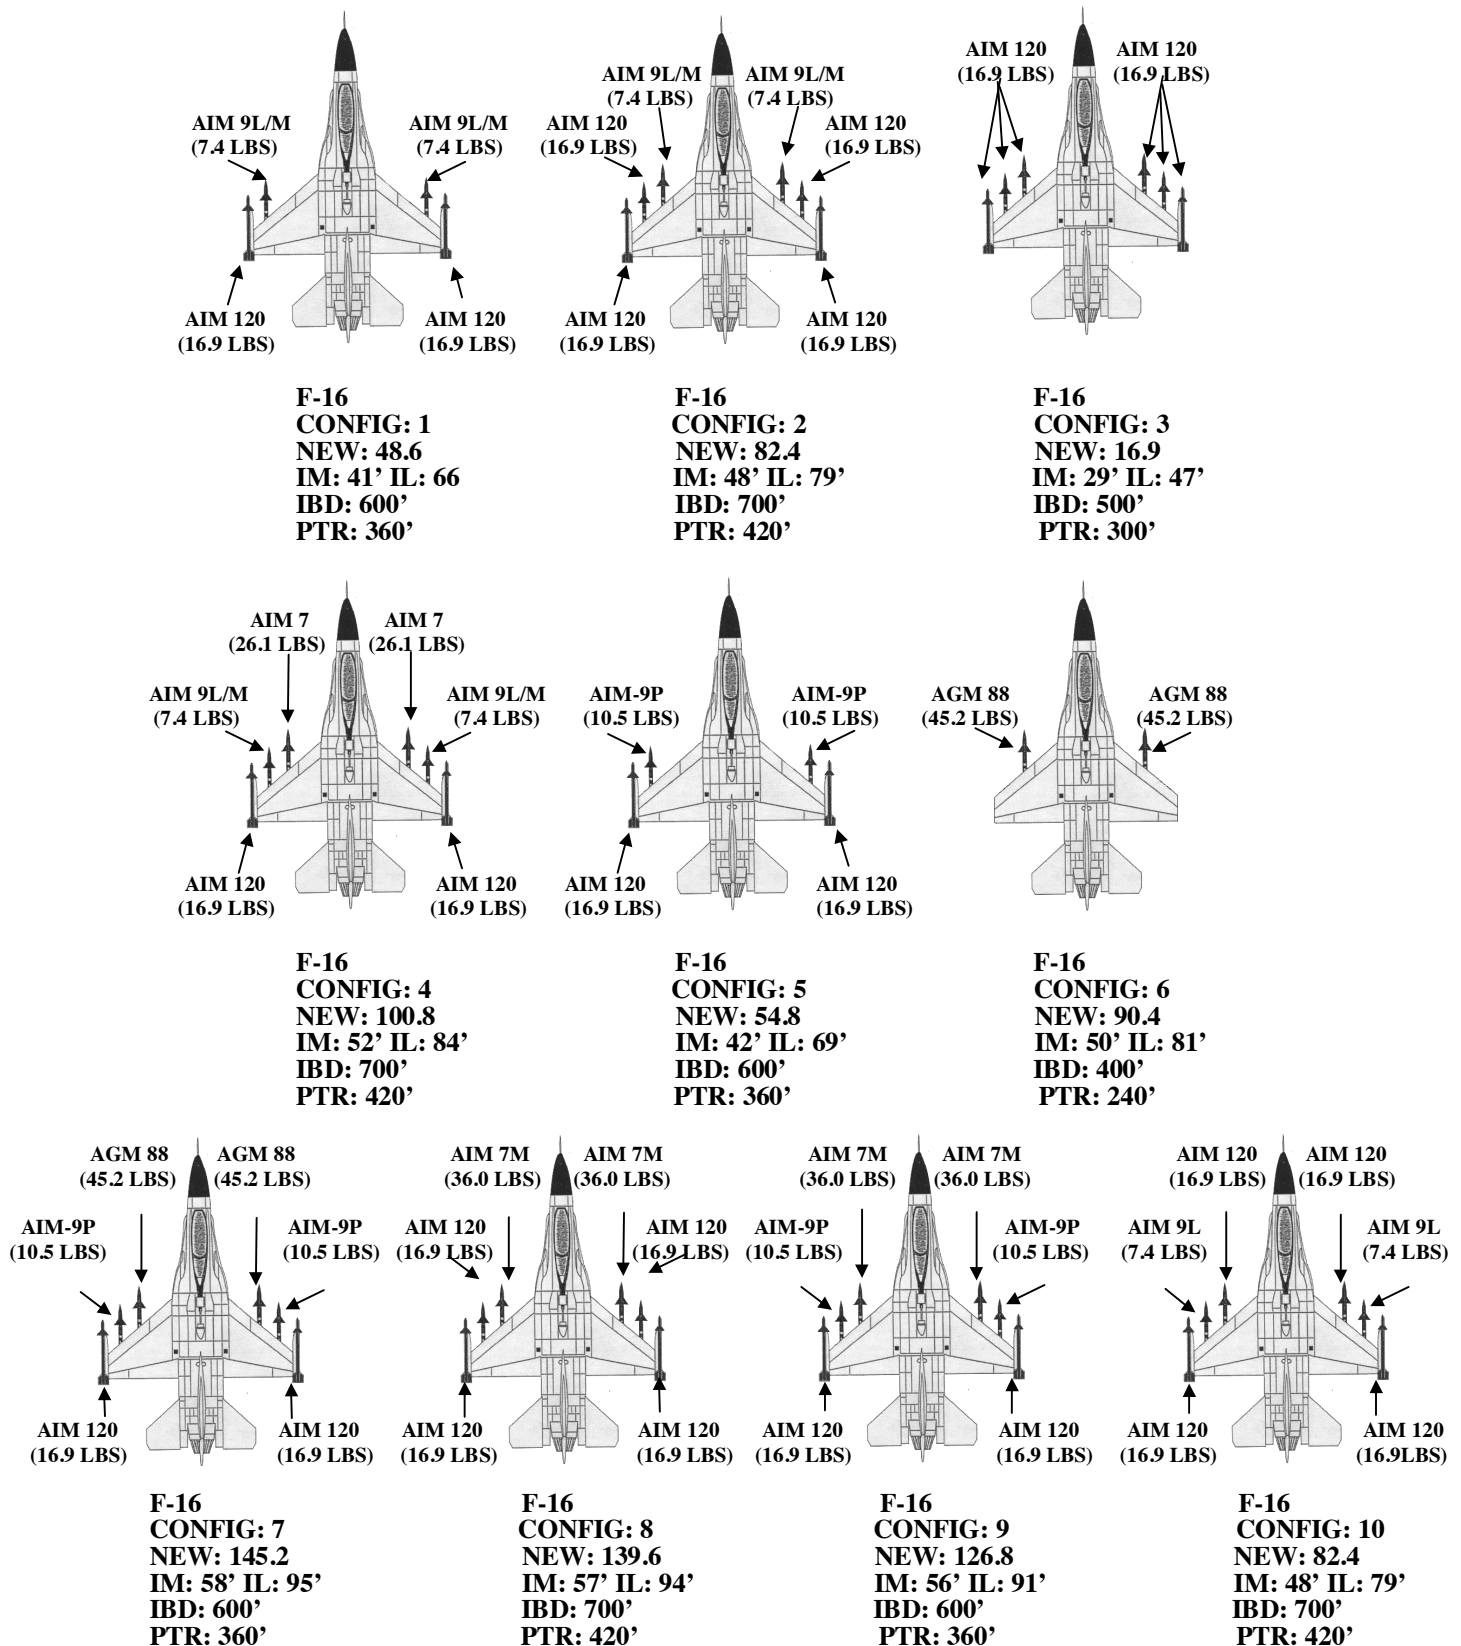 AIM 9L/M
(7.4 LBS)
AIM 9L/M
(7.4 LBS)
AIM 120
(16.9 LBS)
AIM 120
(16.9 LBS)
F-16
CONFIG: 1
NEW: 48.6
IM: 41’ IL: 66
IBD: 600’
PTR: 360’
AIM 9L/M
(7.4 LBS)
AIM 9L/M
(7.4 LBS)
AIM 120
(16.9 LBS)
AIM 120
(16.9 LBS)
AIM 120
(16.9 LBS)
AIM 120
(16.9 LBS)
F-16
CONFIG: 2
NEW: 82.4
IM: 48’ IL: 79’
IBD: 700’
PTR: 420’
AIM 120
(16.9 LBS)
AIM 120
(16.9 LBS)
F-16
CONFIG: 3
NEW: 16.9
IM: 29’ IL: 47’
IBD: 500’
PTR: 300’
AIM 7
(26.1 LBS)
AIM 7
(26.1 LBS)
AIM 9L/M
(7.4 LBS)
AIM 9L/M
(7.4 LBS)
AIM 120
(16.9 LBS)
AIM 120
(16.9 LBS)
F-16
CONFIG: 4
NEW: 100.8
IM: 52’ IL: 84’
IBD: 700’
PTR: 420’
AIM-9P
(10.5 LBS)
AIM-9P
(10.5 LBS)
AIM 120
(16.9 LBS)
AIM 120
(16.9 LBS)
F-16
CONFIG: 5
NEW: 54.8
IM: 42’ IL: 69’
IBD: 600’
PTR: 360’
AGM 88
(45.2 LBS)
AGM 88
(45.2 LBS)
F-16
CONFIG: 6
NEW: 90.4
IM: 50’ IL: 81’
IBD: 400’
PTR: 240’
AGM 88
(45.2 LBS)
AGM 88
(45.2 LBS)
AIM-9P
(10.5 LBS)
AIM-9P
(10.5 LBS)
AIM 120
(16.9 LBS)
AIM 120
(16.9 LBS)
F-16
CONFIG: 7
NEW: 145.2
IM: 58’ IL: 95’
IBD: 600’
PTR: 360’
AIM 7M
(36.0 LBS)
AIM 7M
(36.0 LBS)
AIM 120
(16.9 LBS)
AIM 120
(16.9 LBS)
AIM 120
(16.9 LBS)
AIM 120
(16.9 LBS)
F-16
CONFIG: 8
NEW: 139.6
IM: 57’ IL: 94’
IBD: 700’
PTR: 420’
AIM 7M
(36.0 LBS)
AIM 7M
(36.0 LBS)
AIM-9P
(10.5 LBS)
AIM-9P
(10.5 LBS)
AIM 120
(16.9 LBS)
AIM 120
(16.9 LBS)
F-16
CONFIG: 9
NEW: 126.8
IM: 56’ IL: 91’
IBD: 600’
PTR: 360’
AIM 120
(16.9 LBS)
AIM 120
(16.9 LBS)
AIM 9L
(7.4 LBS)
AIM 9L
(7.4 LBS)
AIM 120
(16.9 LBS)
AIM 120
(16.9LBS)
F-16
CONFIG: 10
NEW: 82.4
IM: 48’ IL: 79’
IBD: 700’
PTR: 420’